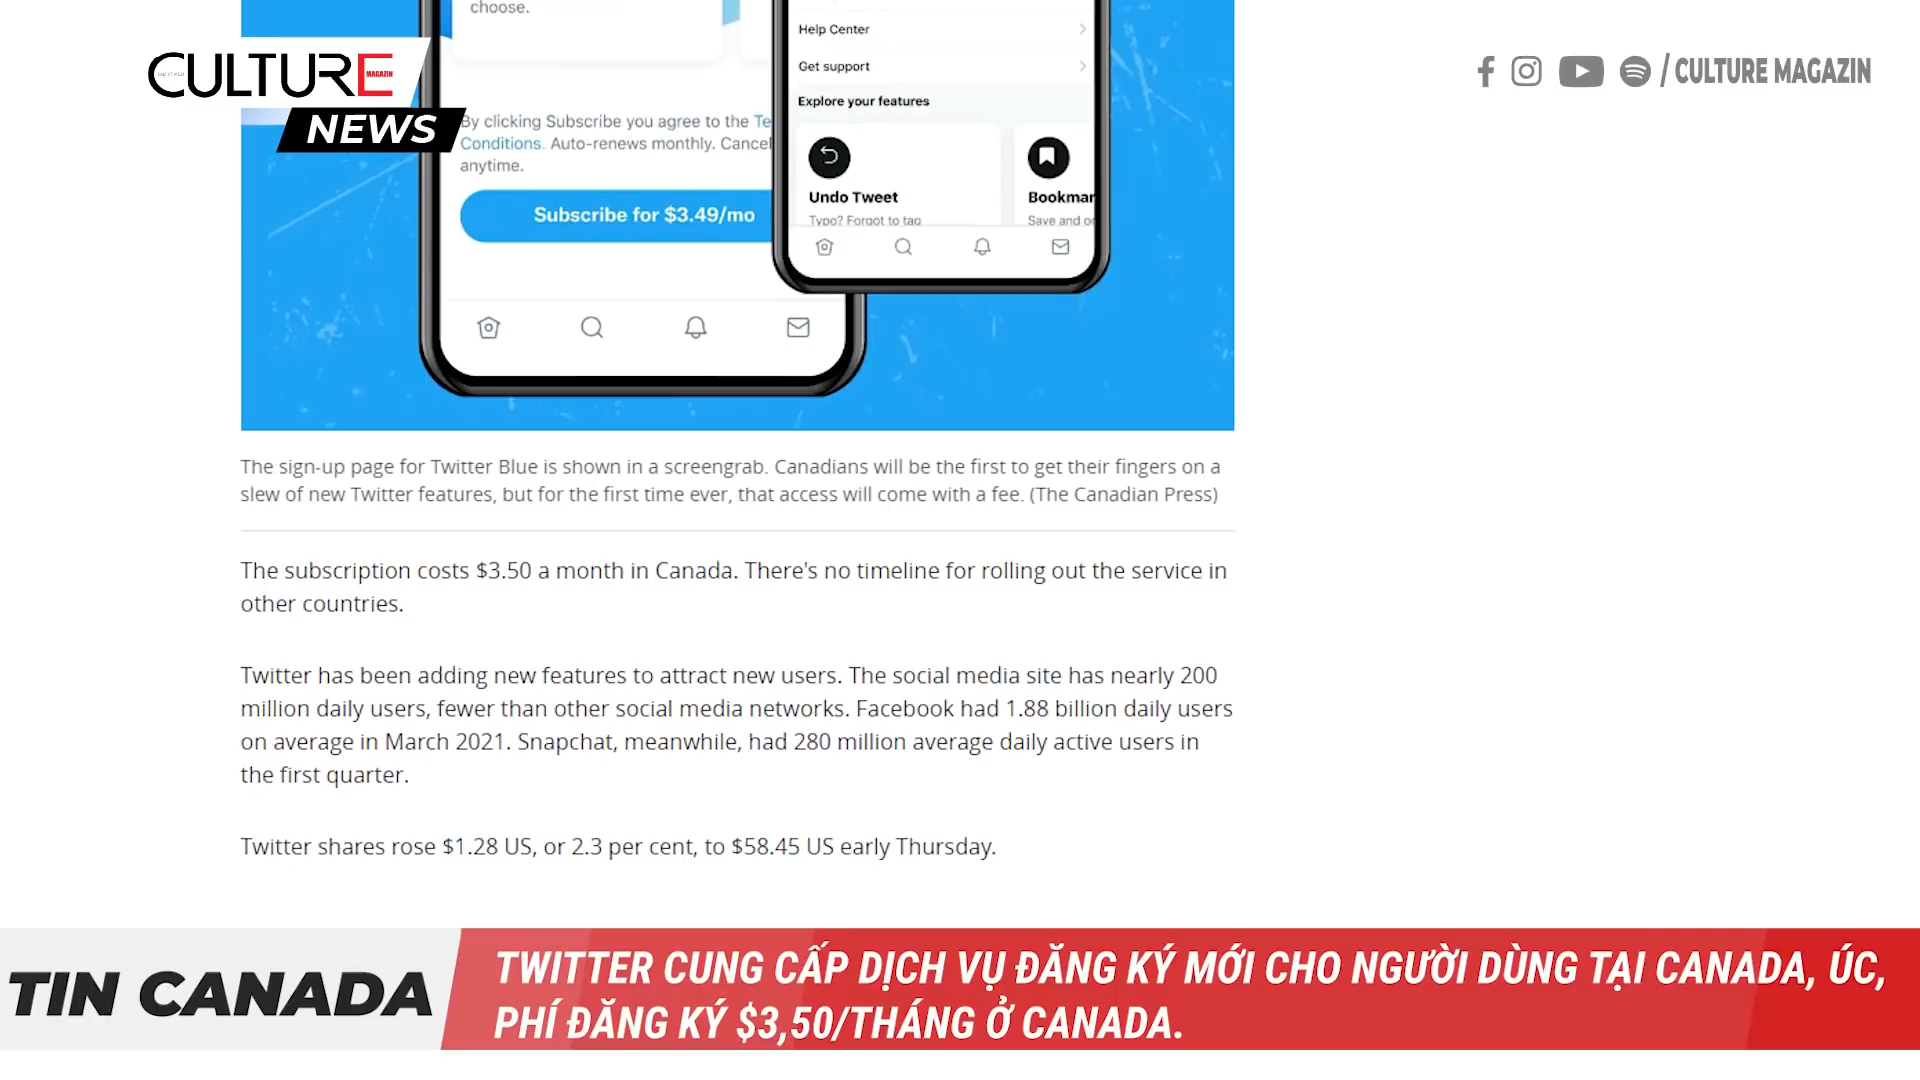 choose.
Help Center
Get support
Explore your features
CULTURE
MAGAZIN
NEWS
/ CULTURE MAGAZIN
By clicking Subscribe you agree to the Te
Conditions. Auto-renews monthly. Cancel
anytime.
Subscribe for $3.49/mo
Undo Tweet
Typo? Forgot to tag
Bookmar
Save and or
The sign-up page for Twitter Blue is shown in a screengrab. Canadians will be the first to get their fingers on a
slew of new Twitter features, but for the first time ever, that access will come with a fee. (The Canadian Press)
The subscription costs $3.50 a month in Canada. There's no timeline for rolling out the service in
other countries.
Twitter has been adding new features to attract new users. The social media site has nearly 200
million daily users, fewer than other social media networks. Facebook had 1.88 billion daily users
on average in March 2021. Snapchat, meanwhile, had 280 million average daily active users in
the first quarter.
Twitter shares rose $1.28 US, or 2.3 per cent, to $58.45 US early Thursday.
TIN CANADA
TWITTER CUNG CẤP DỊCH VỤ ĐĂNG KÝ MỚI CHO NGƯỜI DÙNG TẠI CANADA, ÚC,
PHÍ ĐĂNG KÝ $3,50/THÁNG Ở CANADA.